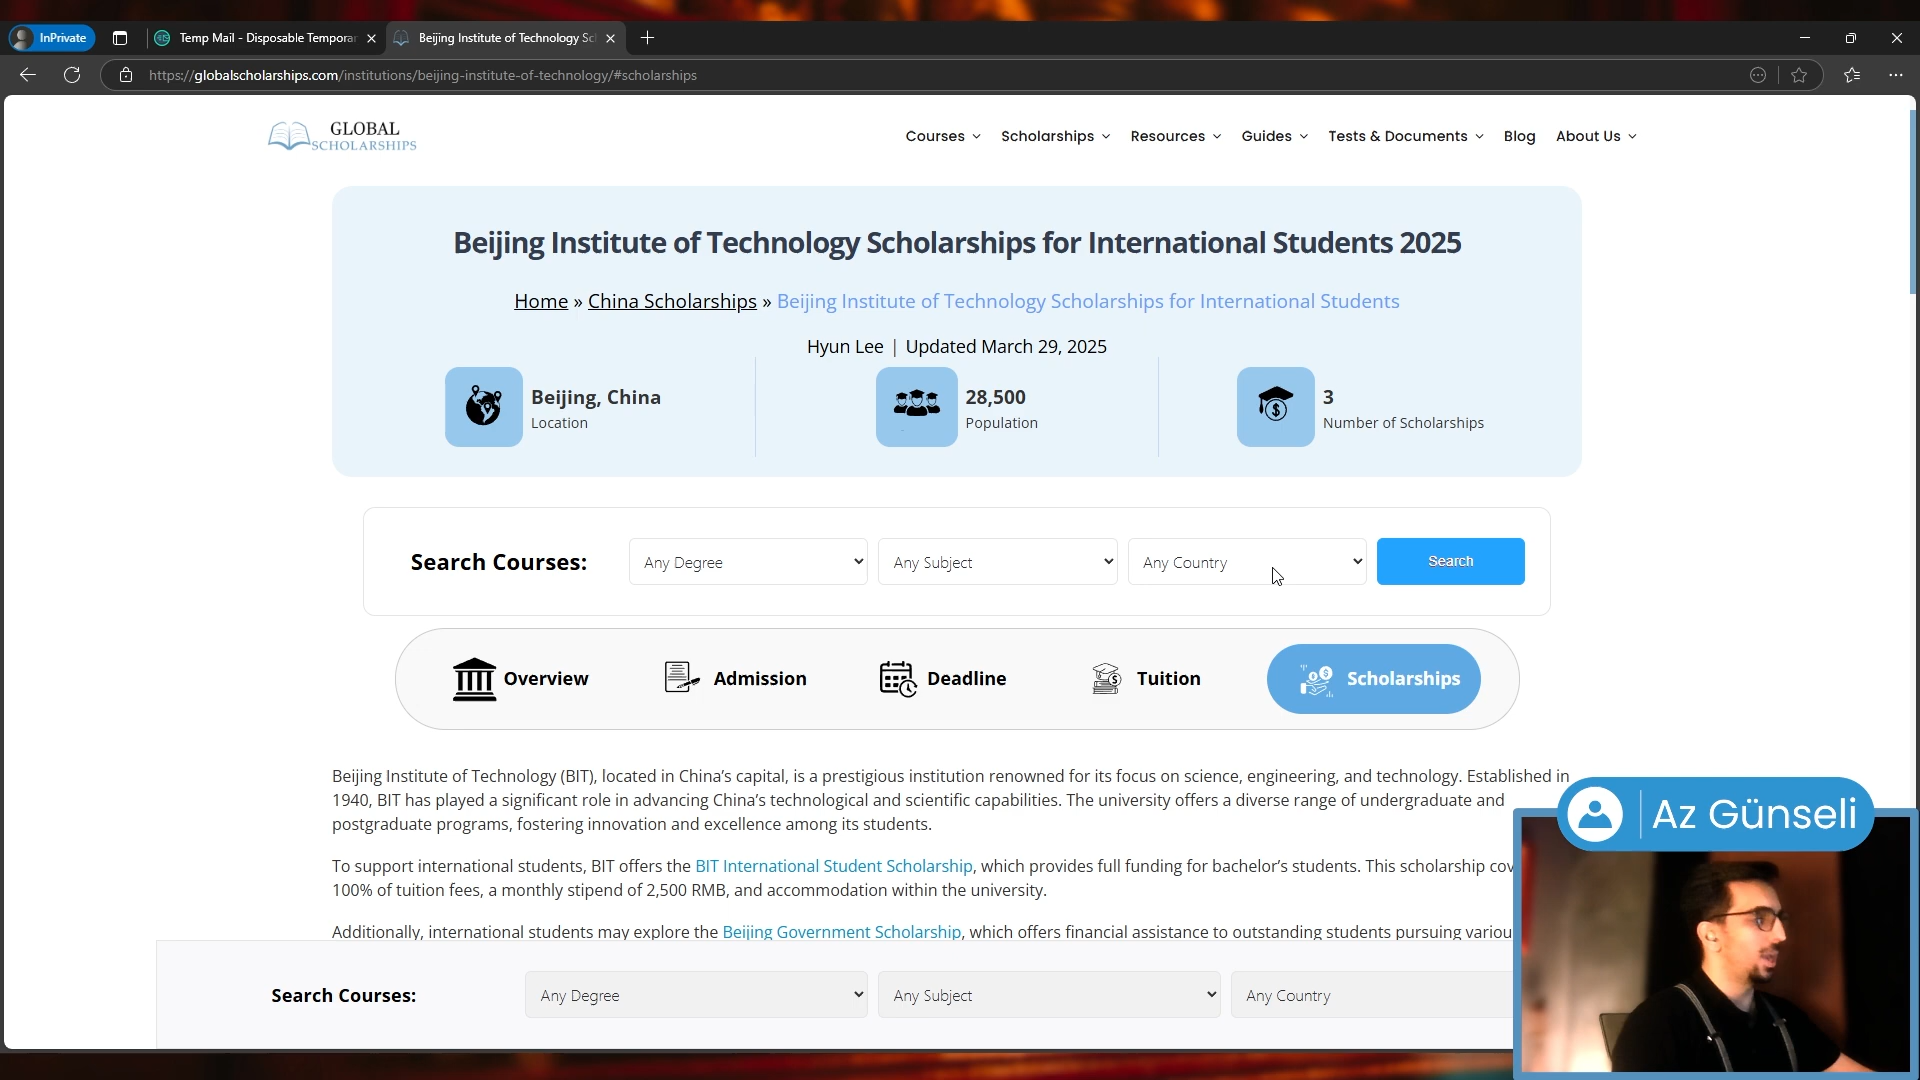 InPrivate
Temp Mail - Disposable Temporar
Beijing Institute of Technology Sc
https://globalscholarships.com/institutions/beijing-institute-of-technology/#scholarships
GLOBAL
SCHOLARSHIPS
Courses
Scholarships
Resources
Guides
Tests & Documents
Blog
About Us
Beijing Institute of Technology Scholarships for International Students 2025
Home » China Scholarships » Beijing Institute of Technology Scholarships for International Students
Hyun Lee | Updated March 29, 2025
Beijing, China
Location
28,500
Population
3
Number of Scholarships
Search Courses:
Any Degree
Any Subject
Any Country
Search
Overview
Admission
Deadline
Tuition
Scholarships
Beijing Institute of Technology (BIT), located in China’s capital, is a prestigious institution renowned for its focus on science, engineering, and technology. Established in
1940, BIT has played a significant role in advancing China’s technological and scientific capabilities. The university offers a diverse range of undergraduate and
postgraduate programs, fostering innovation and excellence among its students.
To support international students, BIT offers the BIT International Student Scholarship, which provides full funding for bachelor’s students. This scholarship cov
100% of tuition fees, a monthly stipend of 2,500 RMB, and accommodation within the university.
Additionally, international students may explore the Beijing Government Scholarship, which offers financial assistance to outstanding students pursuing variou
Search Courses:
Any Degree
Any Subject
Any Country
Az Günseli